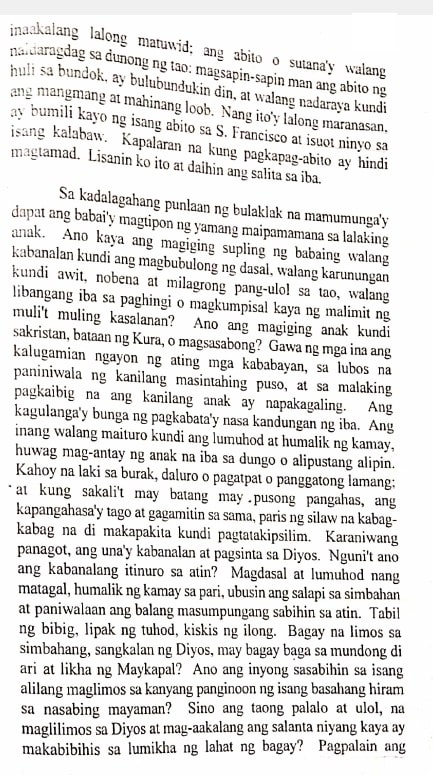 inaakalang lalong matuwid; ang abito o sutana'y walang
naidaragdag sa dunong ng tao: magsapin-sapin man ang abito ng
huli sa bundok, ay bulubundukin din, at walang nadaraya kundi
ang mangmang at mahinang loob. Nang ito'y lalong maranasan,
ay bumili kayo ng isang abito sa S. Francisco at isuot ninyo sa
isang kalabaw. Kapalaran na kung pagkapag-abito ay hindi
magtamad. Lisanin ko ito at dalhin ang salita sa iba.
Sa kadalagahang punlaan ng bulaklak na mamumunga'y
dapat ang babai'y magtipon ng yamang maipamamana sa lalaking
anak. Ano kaya ang magiging supling ng babaing walang
kabanalan kundi ang magbubulong ng dasal, walang karunungan
kundi awit, nobena at milagrong pang-ulol sa tao, walang
libangang iba sa paghingi o magkumpisal kaya ng malimit ng
muli't muling kasalanan? Ano ang magiging anak kundi
sakristan, bataan ng Kura, o magsasabong? Gawa ng mga ina ang
kalugamian ngayon ng ating mga kababayan, sa lubos na
paniniwala ng kanilang masintahing puso, at sa malaking
pagkaibig na ang kanilang anak ay napakagaling. Ang
kagulanga'y bunga ng pagkabata'y nasa kandungan ng iba. Ang
inang walang maituro kundi ang lumuhod at humalik ng kamay,
huwag mag-antay ng anak na iba sa dungo o alipustang alipin.
Kahoy na laki sa burak, daluro o pagatpat o panggatong lamang;
at kung sakali't may batang may pusong pangahas, ang
kapangahasa'y tago at gagamitin sa sama, paris ng silaw na kabag-
kabag na di makapakita kundi pagtatakipsilim. Karaniwang
panagot, ang una'y kabanalan at pagsinta sa Diyos. Nguni't ano
ang kabanalang itinuro sa atin? Magdasal at lumuhod nang
matagal, humalik ng kamay sa pari, ubusin ang salapi sa simbahan
at paniwalaan ang balang masumpungang sabihin sa atin. Tabil
ng bibig, lipak ng tuhod, kiskis ng ilong. Bagay na limos sa
simbahang, sangkalan ng Diyos, may bagay baga sa mundong di
ari at likha ng Maykapal? Ano ang inyong sasabihin sa isang
alilang maglimos sa kanyang panginoon ng isang basahang hiram
sa nasabing mayaman? Sino ang taong palalo at ulol, na
maglilimos sa Diyos at mag-aakalang ang salanta niyang kaya ay
makabibihis sa lumikha ng lahat ng bagay? Pagpalain ang